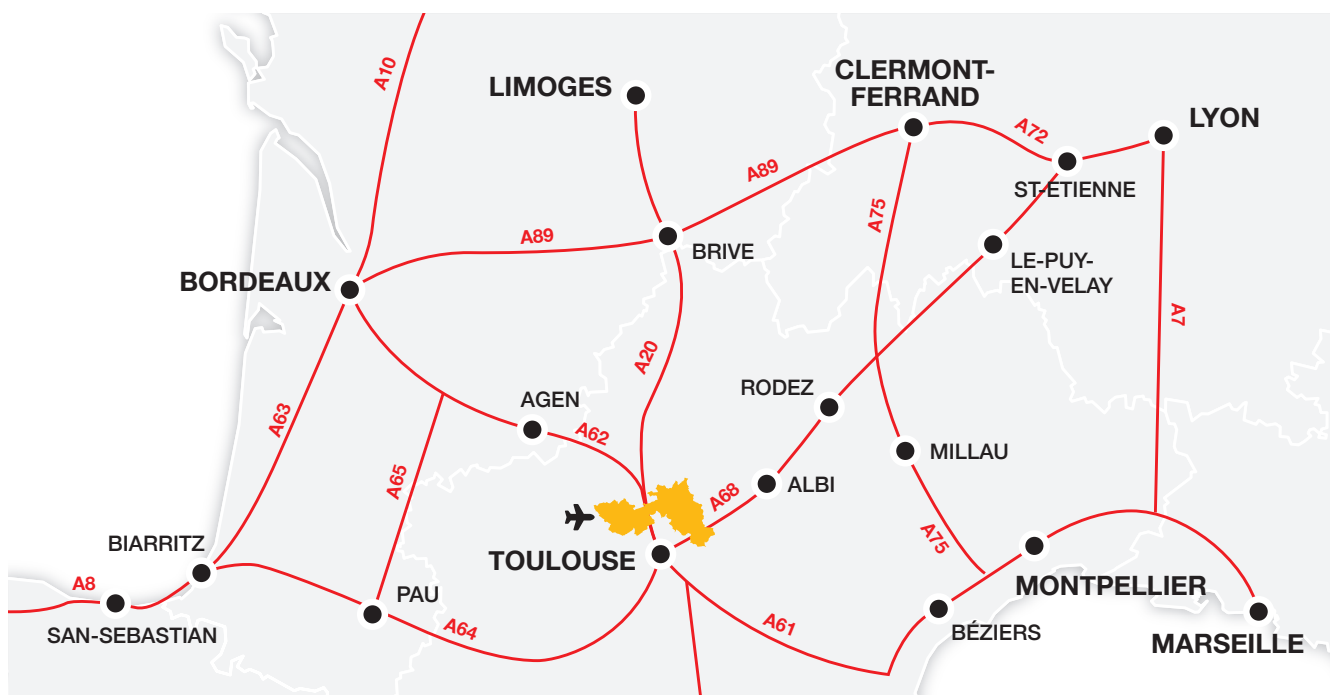 A10
LIMOGES
CLERMONT-
FERRAND
A72
LYON
A89
ST-ETIENNE
A75
A89
BRIVE
LE-PUY-
EN-VELAY
BORDEAUX
A7
A20
RODEZ
AGEN
A63
A62
MILLAU
A65
ALBI
A68
A75
BIARRITZ
TOULOUSE
A8
PAU
MONTPELLIER
SAN-SEBASTIAN
A64
A61
BÉZIERS
MARSEILLE